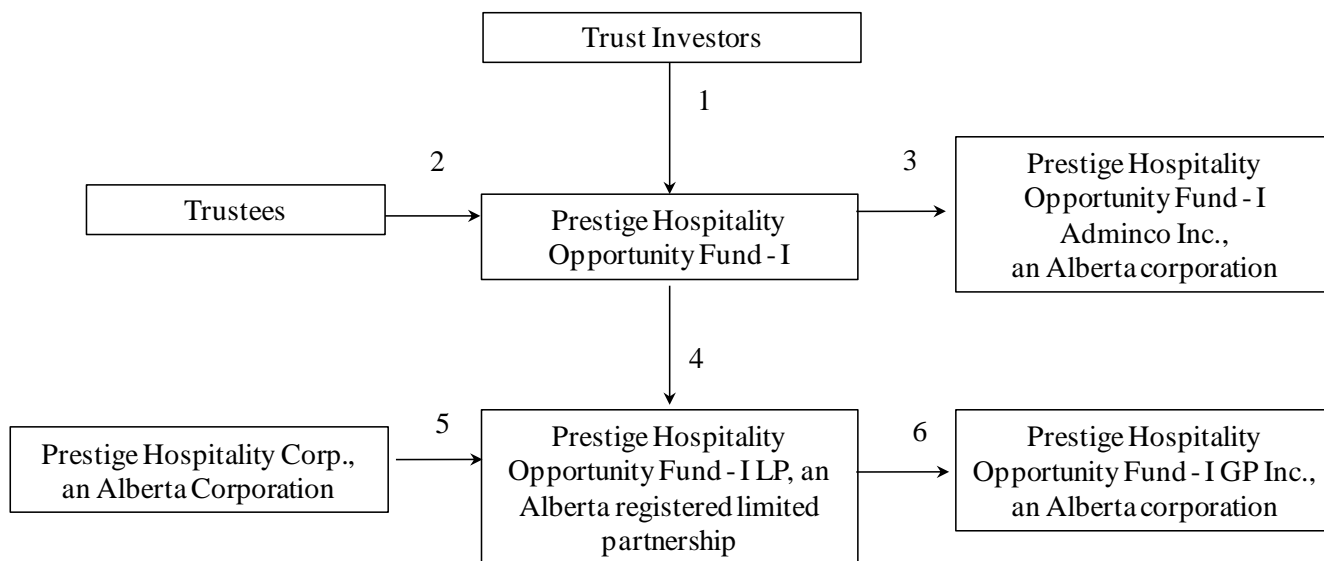 Trust Investors
1
2
3
Trustees
Prestige Hospitality
Opportunity Fund - I
Prestige Hospitality
Opportunity Fund - I
Adminco Inc.,
an Alberta corporation
4
5
6
Prestige Hospitality Corp.,
an Alberta Corporation
Prestige Hospitality
Opportunity Fund - I LP, an
Alberta registered limited
partnership
Prestige Hospitality
Opportunity Fund - I GP Inc.,
an Alberta corporation